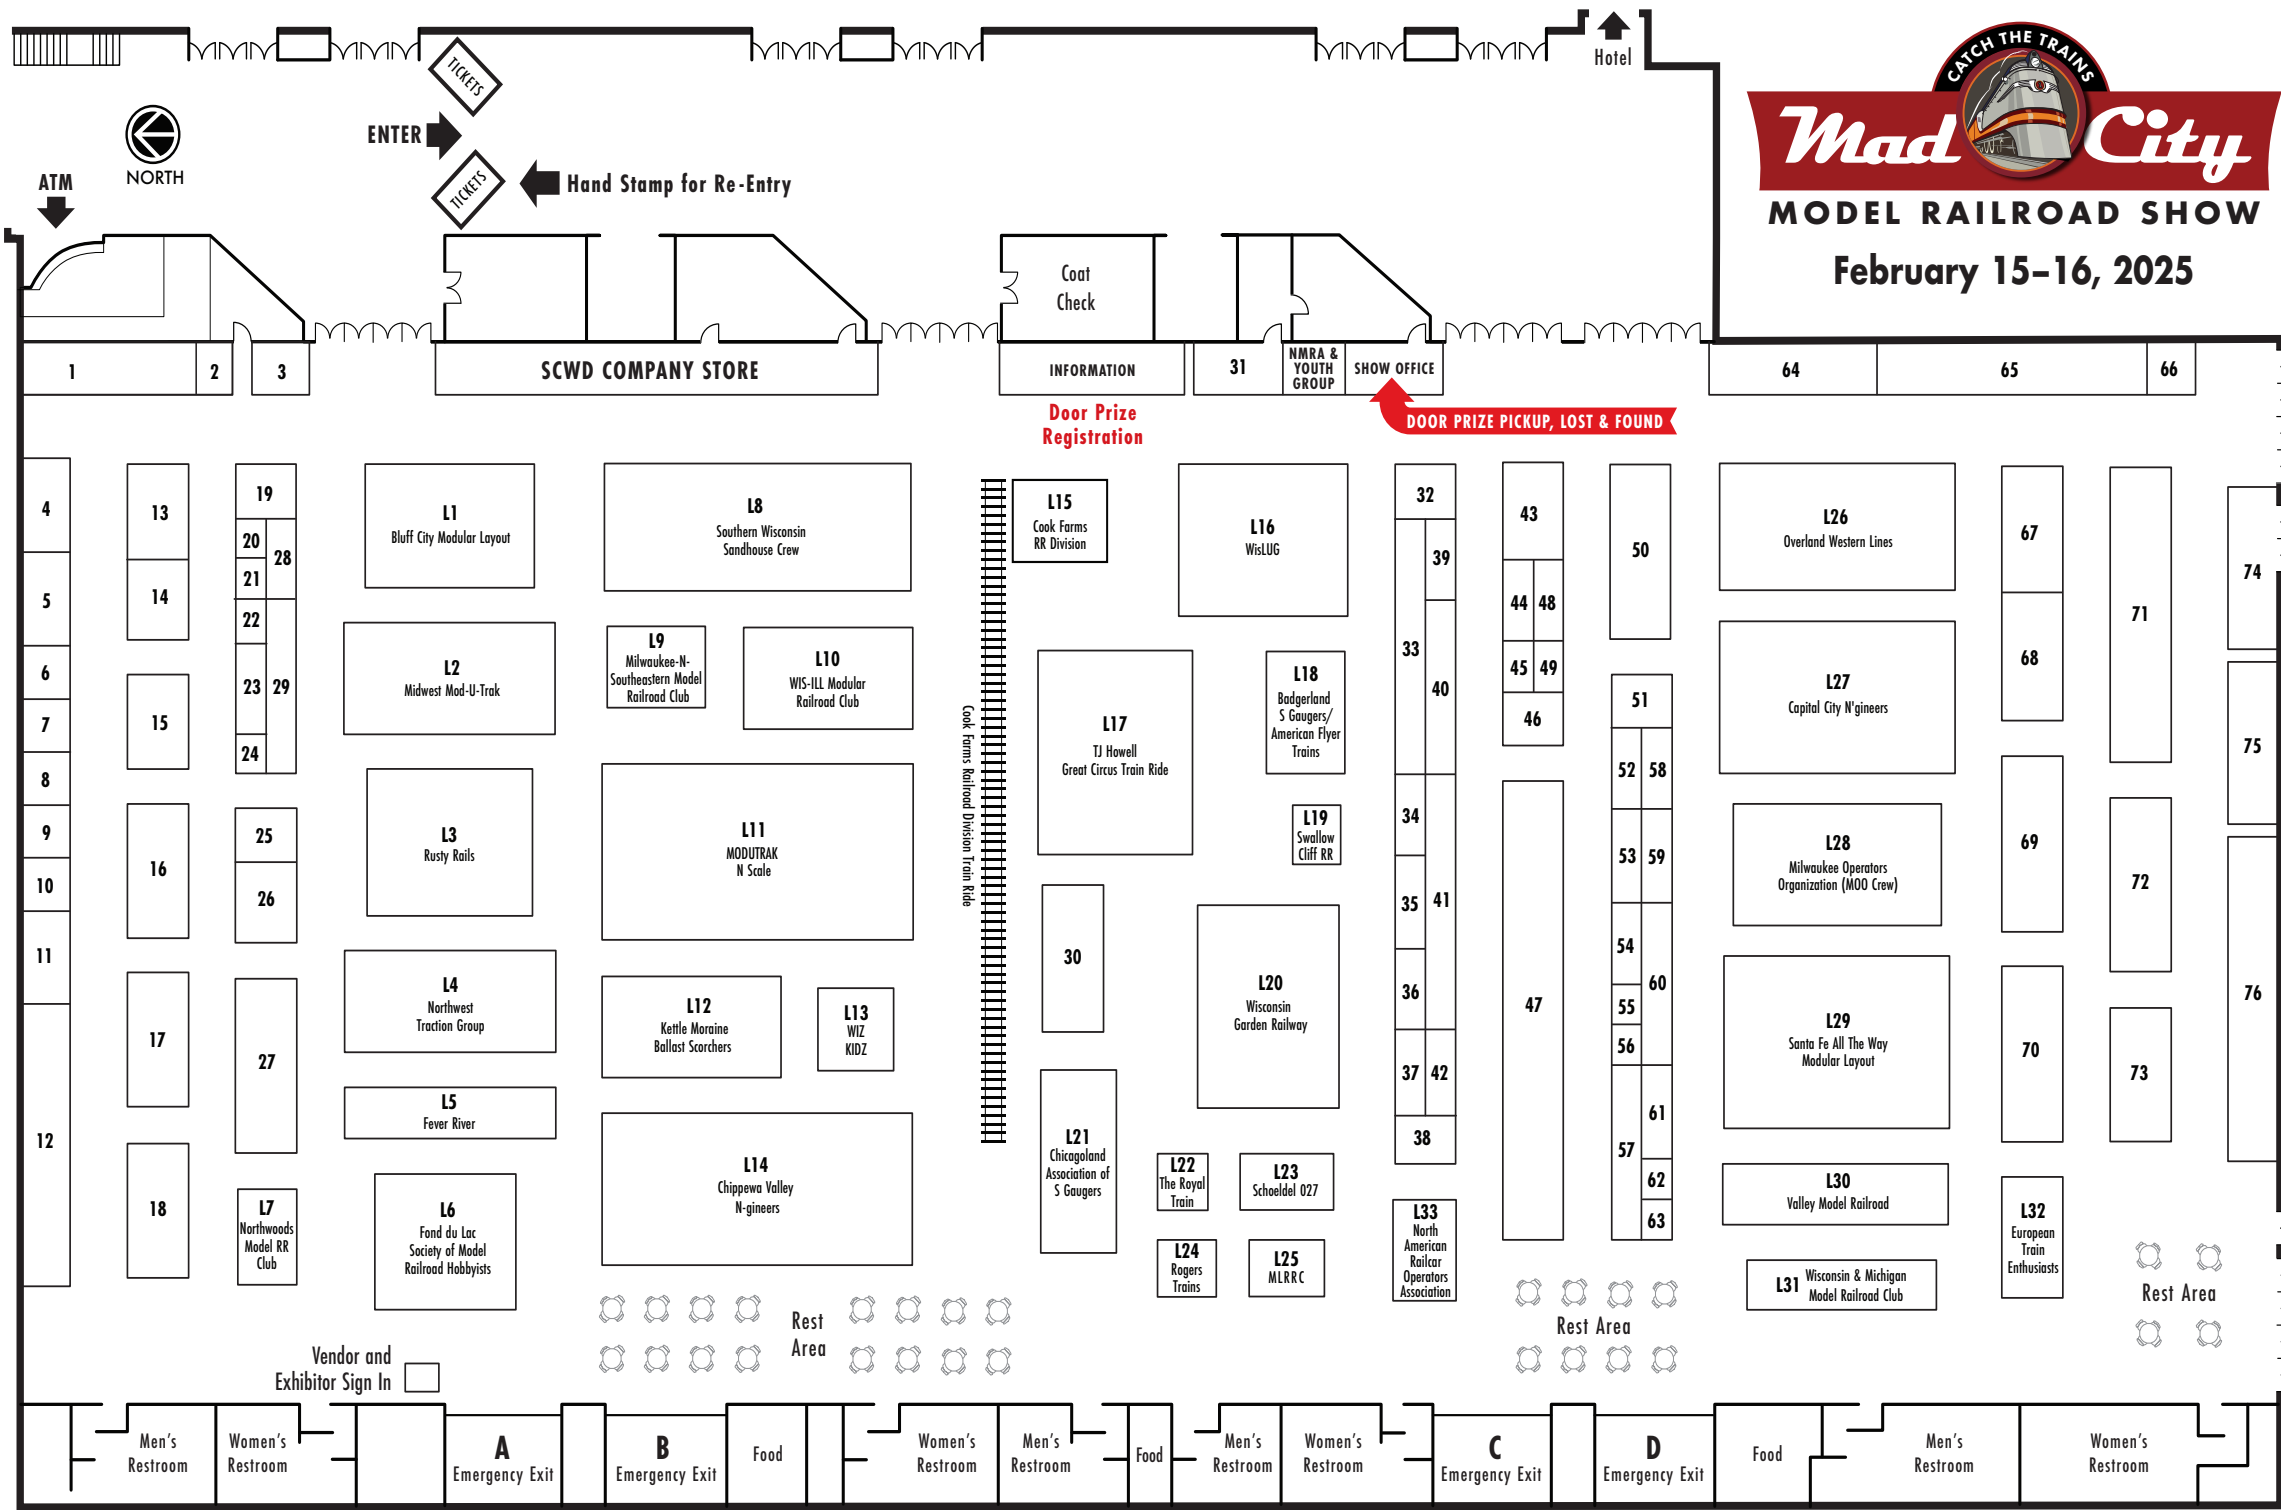 Hotel
CATCH THE TRAINS
Mad City
MODEL RAILROAD SHOW
February 15–16, 2025
TICKETS
ENTER
TICKETS
Hand Stamp for Re-Entry
NORTH
ATM
Coat
Check
1
2
3
SCWD COMPANY STORE
INFORMATION
31
NMRA &
YOUTH
GROUP
SHOW OFFICE
64
65
66
Door Prize
Registration
DOOR PRIZE PICKUP, LOST & FOUND
4
5
6
7
8
9
10
11
12
13
14
15
16
17
18
19
20
21
22
23
24
28
29
25
26
27
L7
Northwoods
Model RR
Club
L1
Bluff City Modular Layout
L2
Midwest Mod-U-Trak
L3
Rusty Rails
L4
Northwest
Traction Group
L5
Fever River
L6
Fond du Lac
Society of Model
Railroad Hobbyists
L8
Southern Wisconsin
Sandhouse Crew
L9
Milwaukee-N-
Southeastern Model
Railroad Club
L10
WIS-ILL Modular
Railroad Club
L11
MODUTRAK
N Scale
L12
Kettle Moraine
Ballast Scorchers
L13
WIZ
KIDZ
L14
Chippewa Valley
N-gineers
Cook Farms Railroad Division Train Ride
L15
Cook Farms
RR Division
L16
WisLUG
L17
TJ Howell
Great Circus Train Ride
L18
Badgerland
S Gaugers/
American Flyer
Trains
L19
Swallow
Cliff RR
30
L20
Wisconsin
Garden Railway
L21
Chicagoland
Association of
S Gaugers
L22
The Royal
Train
L23
Schoeldel 027
L24
Rogers
Trains
L25
MLRRC
32
33
34
35
36
37
38
39
40
41
42
L33
North
American
Railcar
Operators
Association
43
44
48
45
49
46
47
50
51
52
53
54
55
56
57
58
59
60
61
62
63
L26
Overland Western Lines
L27
Capital City N'gineers
L28
Milwaukee Operators
Organization (MOO Crew)
L29
Santa Fe All The Way
Modular Layout
L30
Valley Model Railroad
L31
Wisconsin & Michigan
Model Railroad Club
67
68
69
70
L32
European
Train
Enthusiasts
71
72
73
74
75
76
Rest
Area
Rest Area
Rest Area
Vendor and
Exhibitor Sign In
Men's
Restroom
Women's
Restroom
A
Emergency Exit
B
Emergency Exit
Food
Women's
Restroom
Men's
Restroom
Food
Men's
Restroom
Women's
Restroom
C
Emergency Exit
D
Emergency Exit
Food
Men's
Restroom
Women's
Restroom